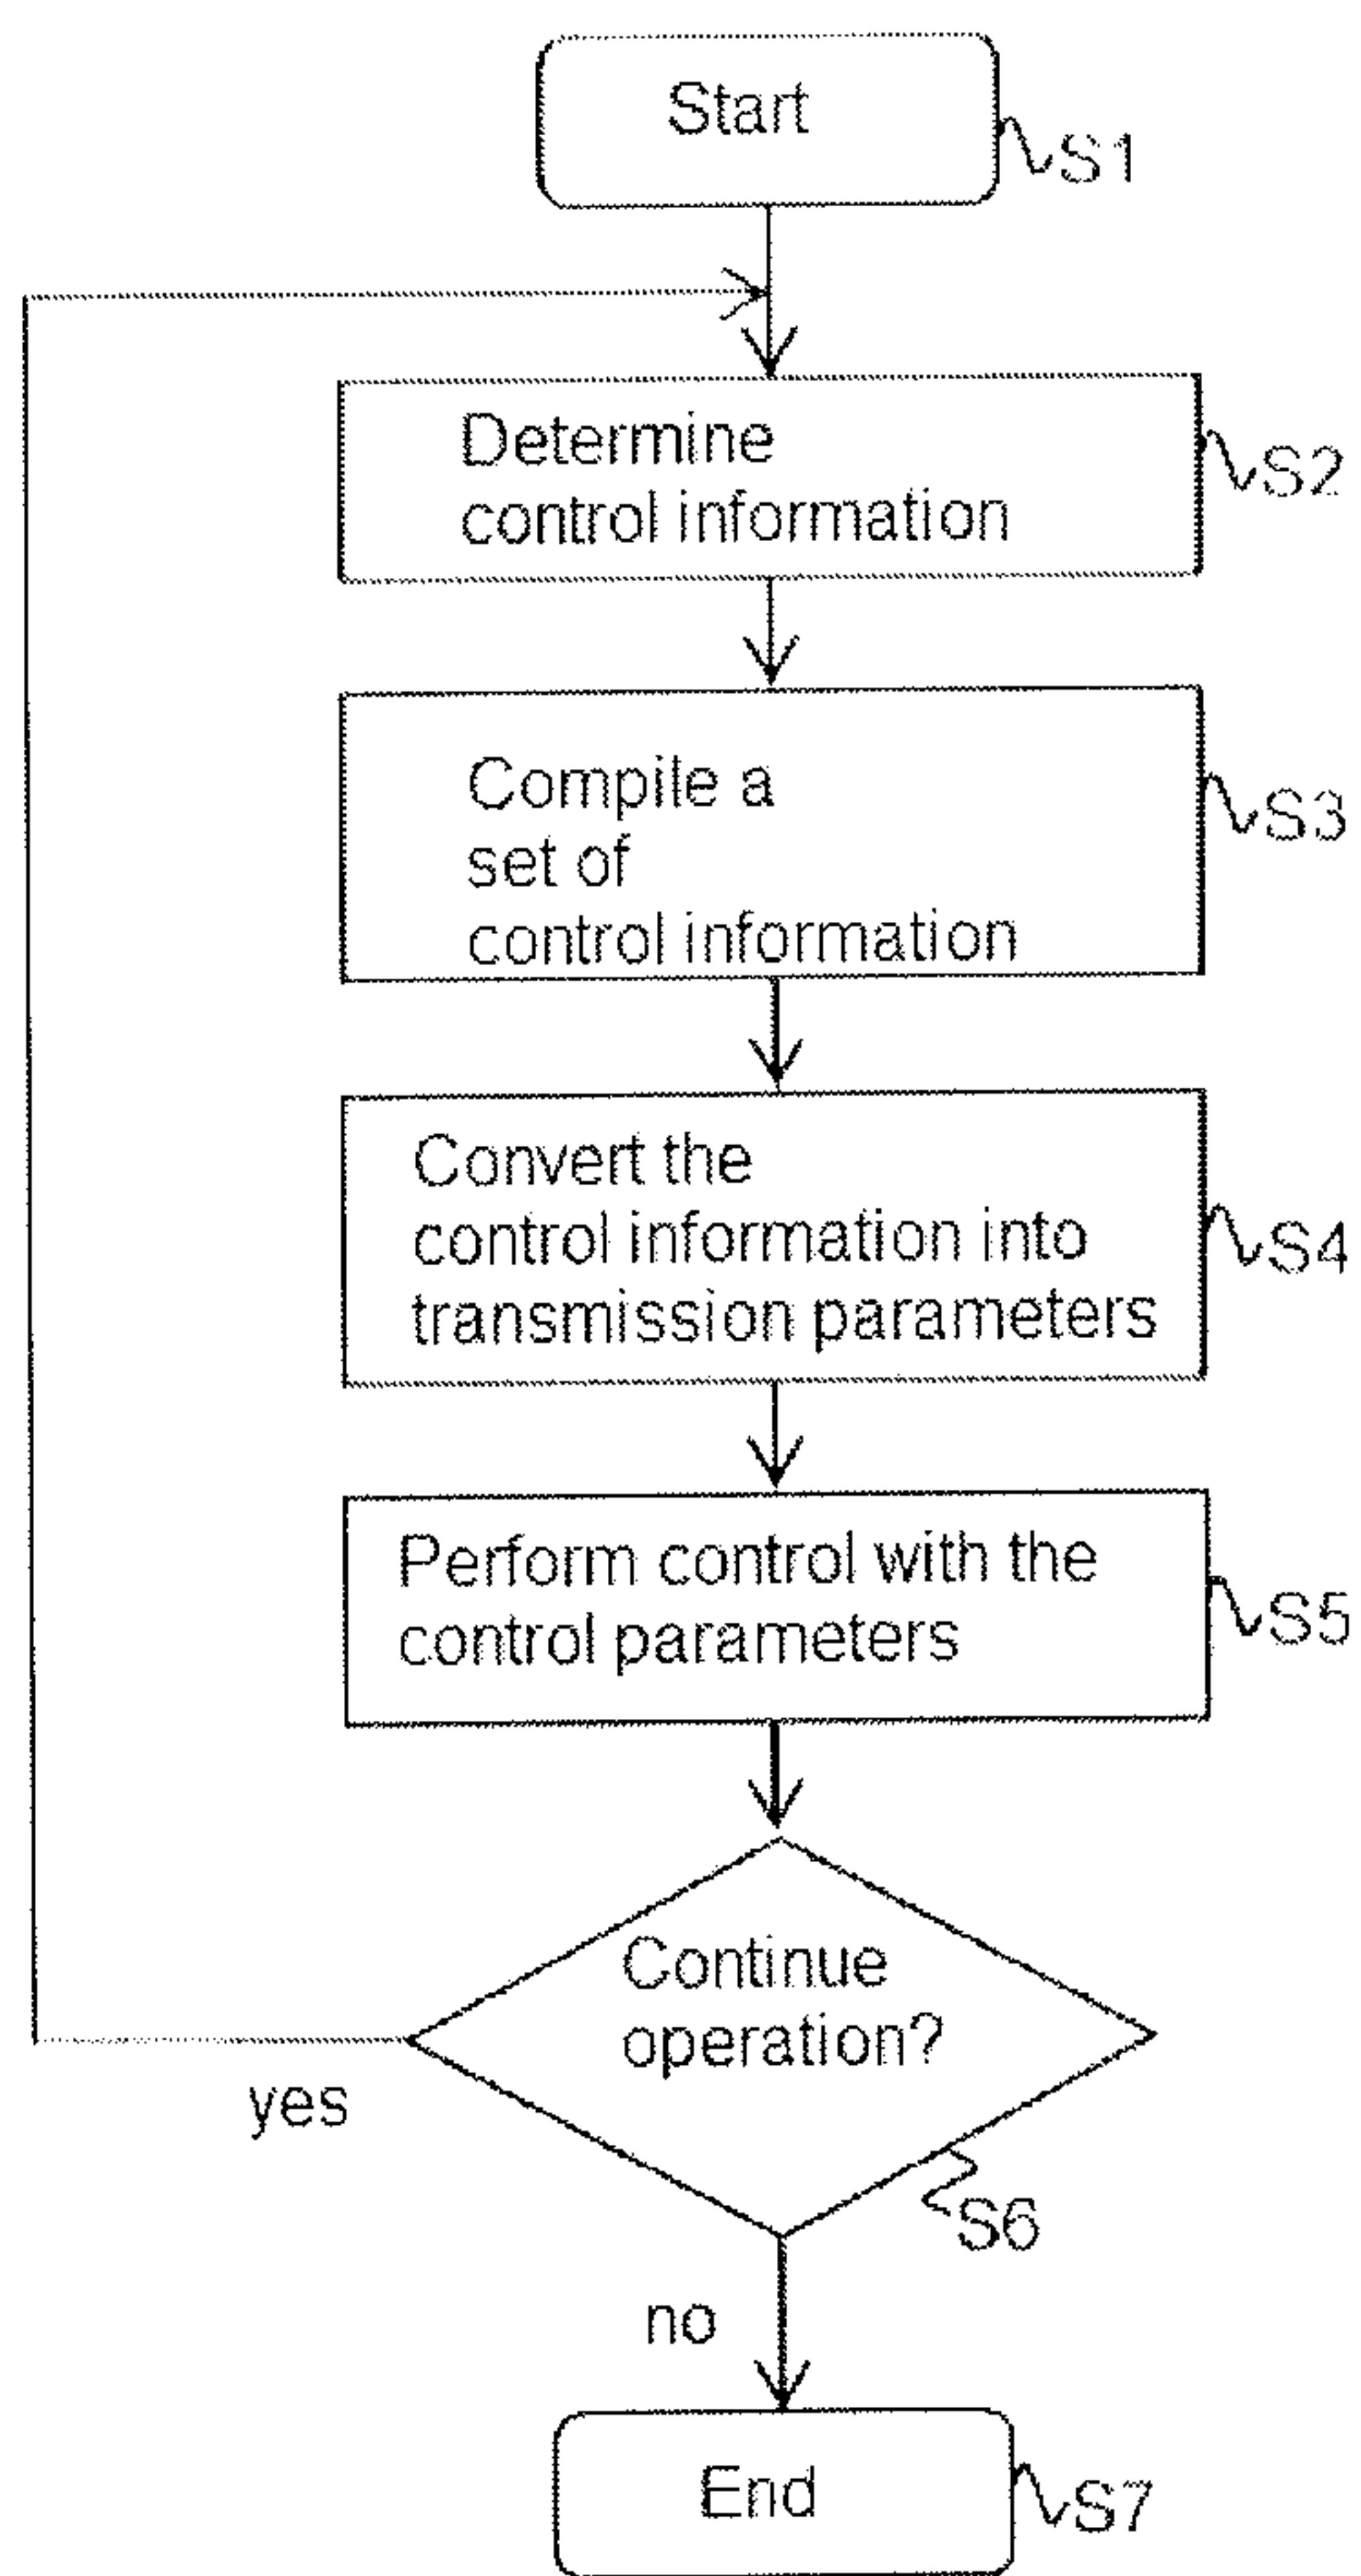 Start
S1
Determine
control information
S2
Compile a
set of
control information
S3
Convert the
control information into
transmission parameters
S4
Perform control with the
control parameters
S5
Continue
operation?
yes
S6
no
End
S7